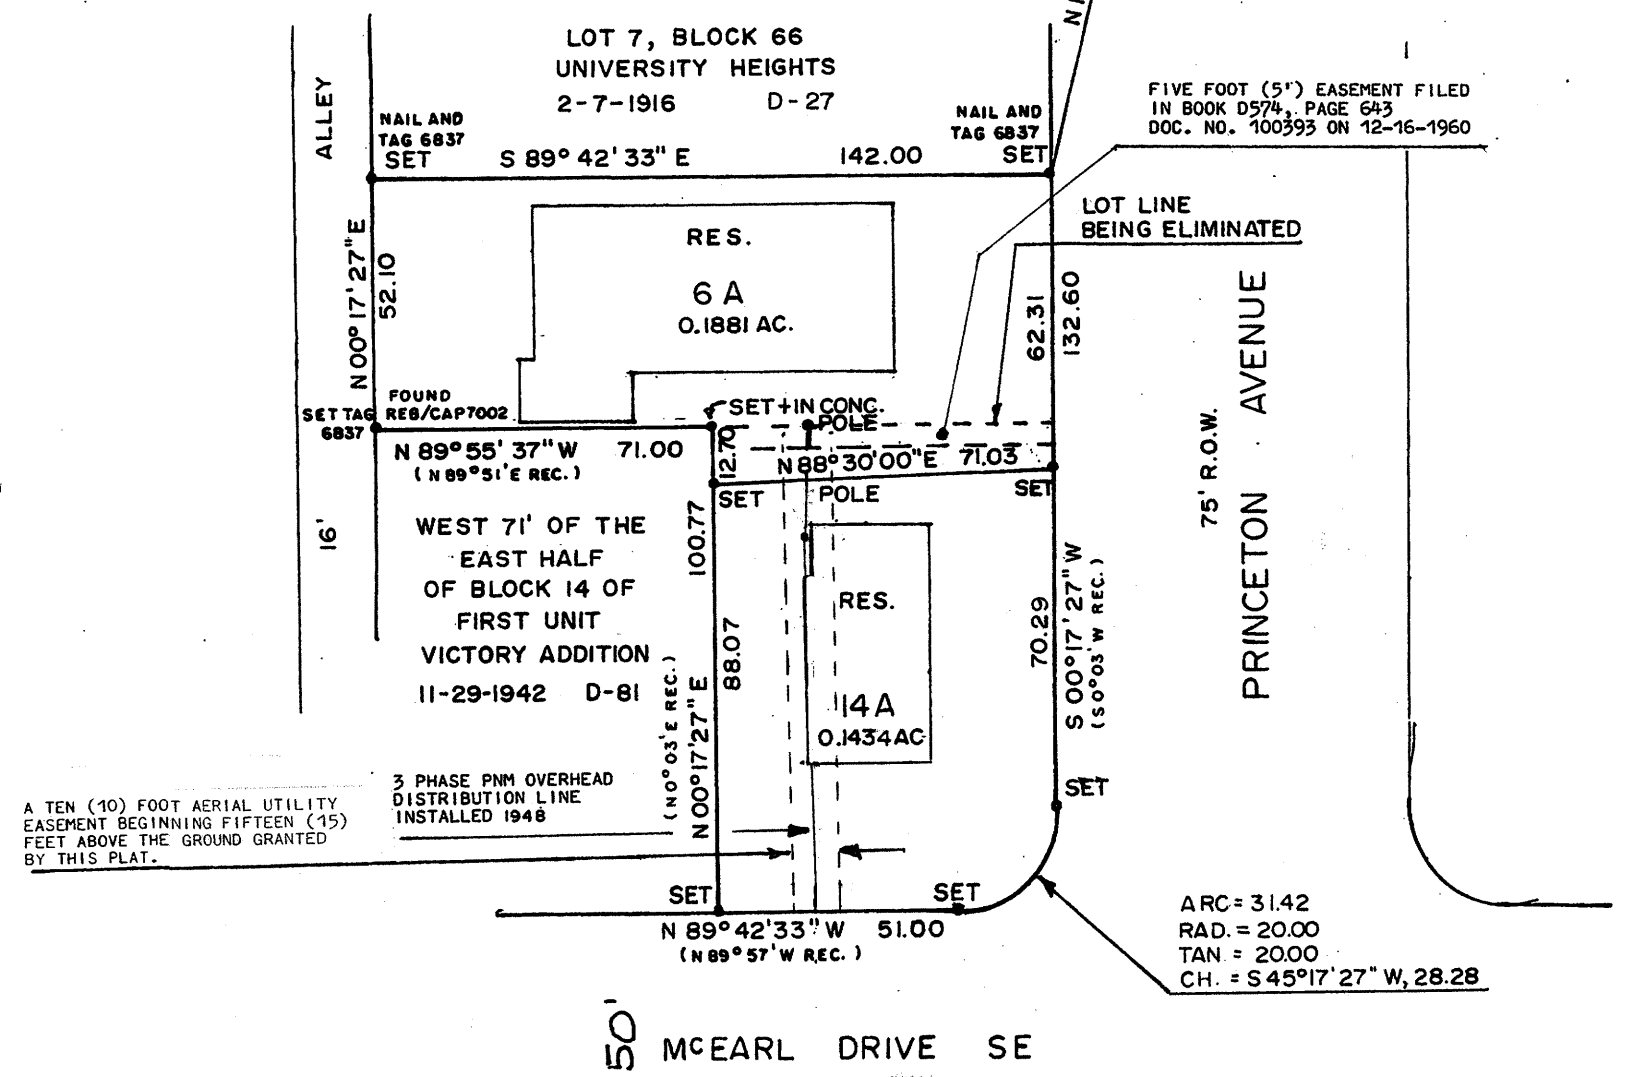 LOT 7, BLOCK 66
UNIVERSITY HEIGHTS
2-7-1916 D-27
ALLEY
NAIL AND
TAG 6837
SET
S 89° 42' 33" E
142.00
NAIL AND
TAG 6837
SET
FIVE FOOT (5') EASEMENT FILED
IN BOOK D574, PAGE 643
DOC. NO. 100393 ON 12-16-1960
LOT LINE
BEING ELIMINATED
N 00° 17' 27" E
52.10
RES.
6 A
0.1881 AC.
62.31
132.60
PRINCETON AVENUE
75' R.O.W.
FOUND
REB/CAP7002
SET TAG
6837
SET + IN CONC.
POLE
N 89° 55' 37" W 71.00
(N 89° 51' E REC.)
12.70
N 88° 30' 00" E 71.03
SET
POLE
SET
16'
WEST 71' OF THE
EAST HALF
OF BLOCK 14 OF
FIRST UNIT
VICTORY ADDITION
11-29-1942 D-81
100.77
88.07
N 00° 17' 27" E
(N 0° 03' E REC.)
RES.
14 A
0.1434 AC
70.29
S 00° 17' 27" W
(S 0° 03' W REC.)
SET
A TEN (10) FOOT AERIAL UTILITY
EASEMENT BEGINNING FIFTEEN (15)
FEET ABOVE THE GROUND GRANTED
BY THIS PLAT.
3 PHASE PNM OVERHEAD
DISTRIBUTION LINE
INSTALLED 1948
SET
SET
N 89° 42' 33" W 51.00
(N 89° 57' W REC.)
ARC = 31.42
RAD. = 20.00
TAN. = 20.00
CH. = S 45° 17' 27" W, 28.28
50'
McEARL DRIVE SE